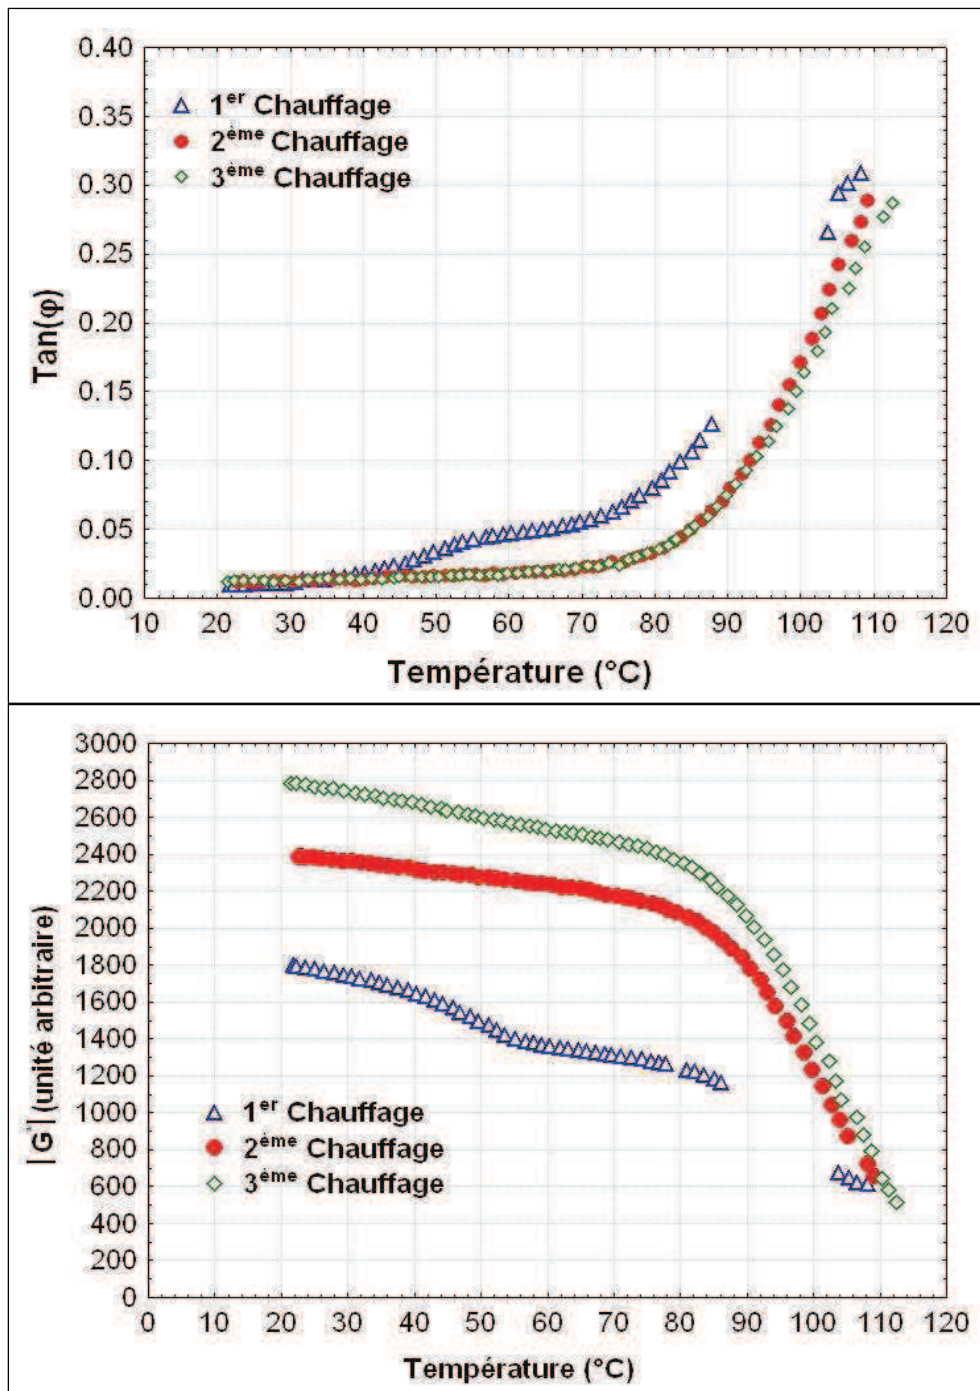 0.40
0.35
0.30
0.25
0.20
0.15
0.10
0.05
0.00
Tan(φ)
1er Chauffage
2ème Chauffage
3ème Chauffage
10 20 30 40 50 60 70 80 90 100 110 120
Température (°C)
3000
2800
2600
2400
2200
2000
1800
1600
1400
1200
1000
800
600
400
200
0
|G*| (unité arbitraire)
1er Chauffage
2ème Chauffage
3ème Chauffage
0 10 20 30 40 50 60 70 80 90 100 110 120
Température (°C)